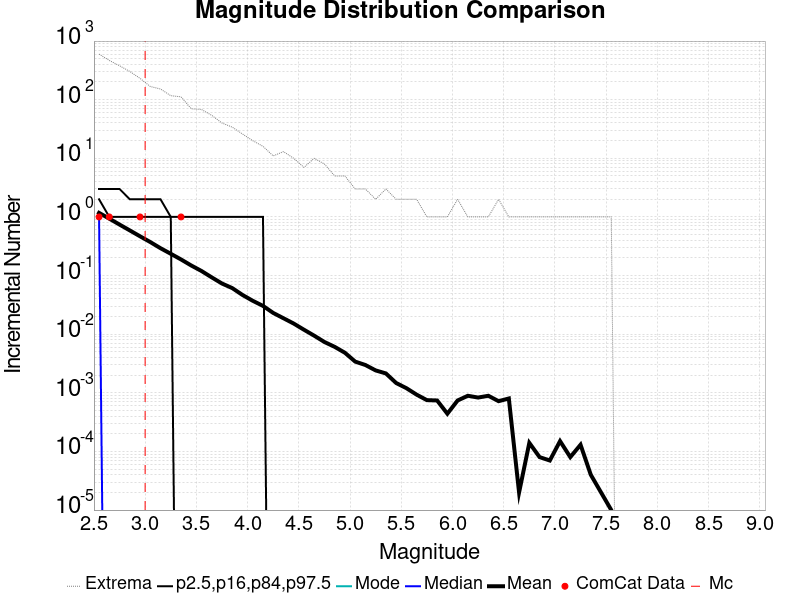 Magnitude Distribution Comparison
10^3
10^2
10^1
10^0
10^-1
10^-2
10^-3
10^-4
10^-5
Incremental Number
2.5 3.0 3.5 4.0 4.5 5.0 5.5 6.0 6.5 7.0 7.5 8.0 8.5 9.0
Magnitude
Extrema p2.5,p16,p84,p97.5 Mode Median Mean ComCat Data Mc